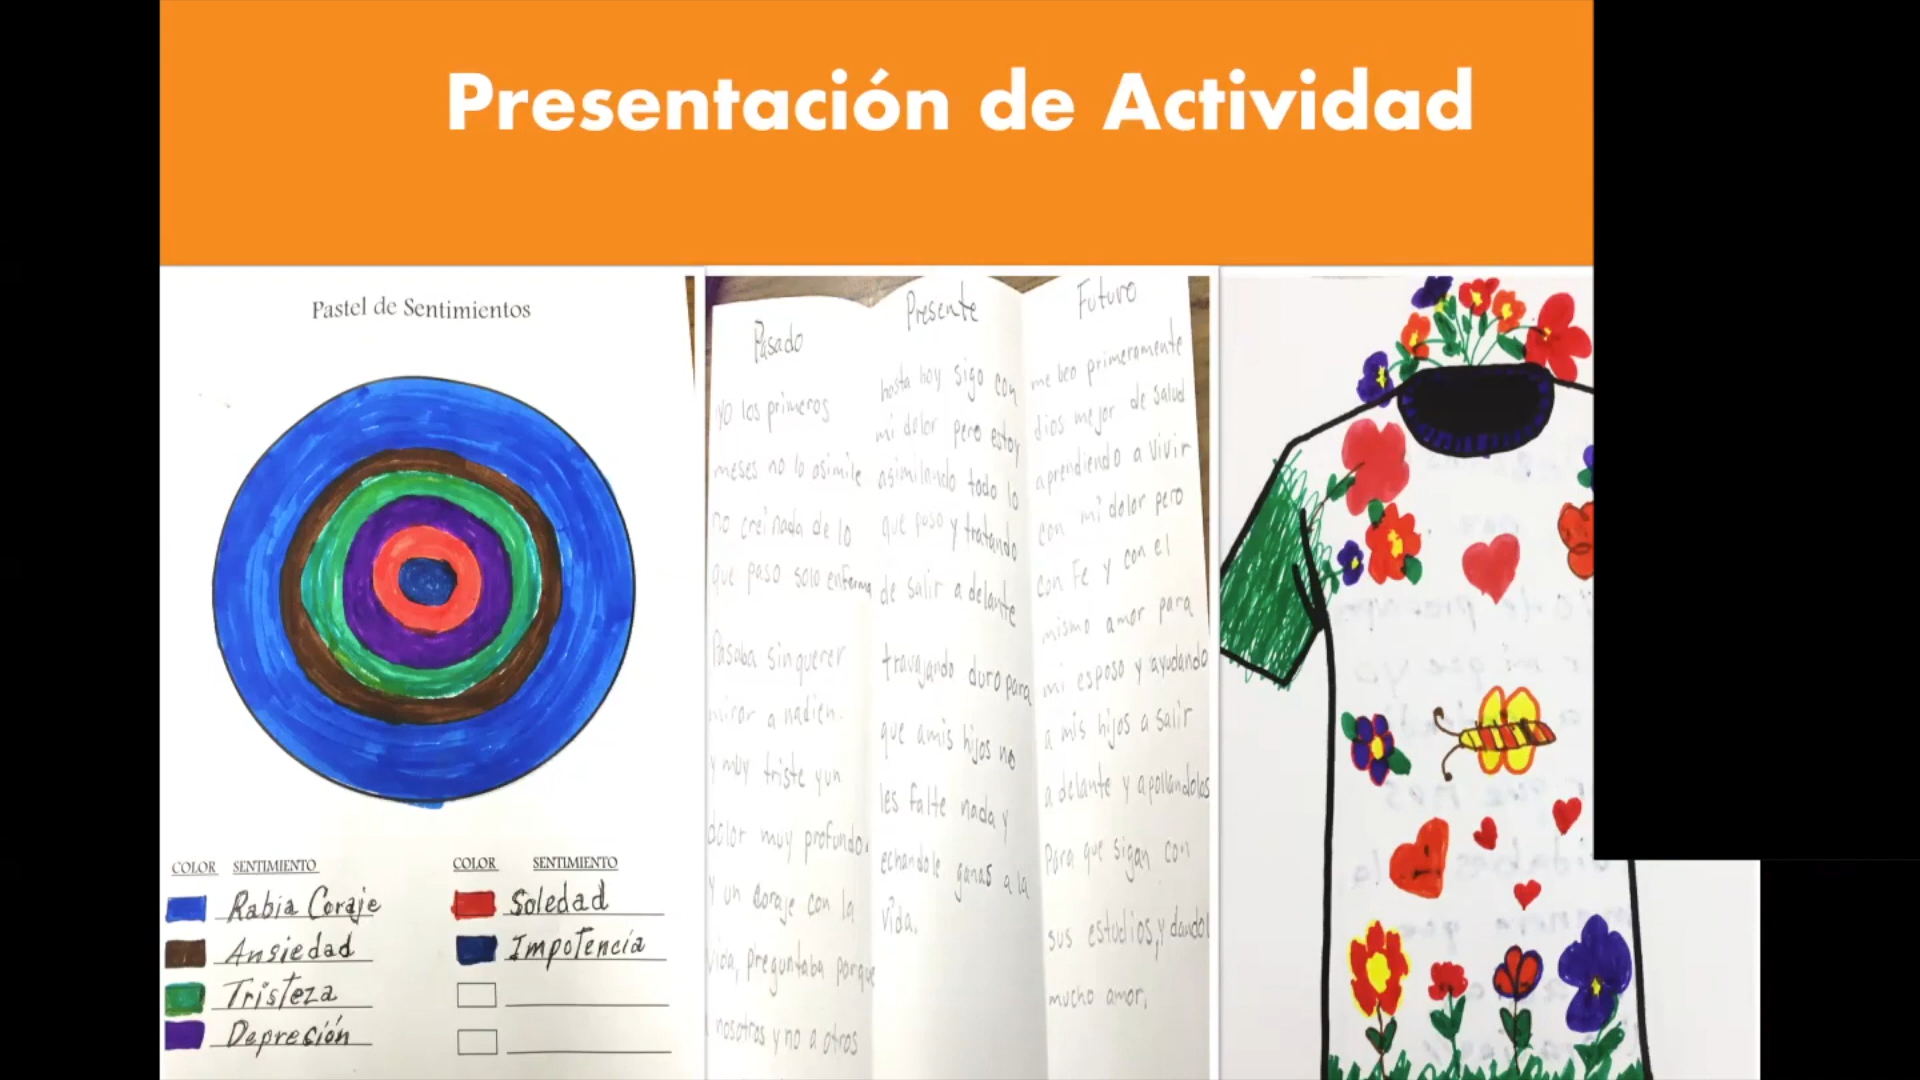 Presentación de Actividad
Pastel de Sentimientos
COLOR SENTIMIENTO
Rabia Coraje
Ansiedad
Tristeza
Depresión
COLOR SENTIMIENTO
Soledad
Impotencia
Pasado
Yo los primeros
meses no lo asimile
no crei nada de lo
que paso solo enferma
Pasaba sin querer
mirar a nadien.
y muy triste y un
dolor muy profundo.
y un coraje con la
vida, preguntaba porque
nosotros y no a otros
Presente
hasta hoy sigo con
mi dolor pero estoy
asimilando todo lo
que paso y tratando
de salir a delante
travajando duro para
que amis hijos no
les falte nada y
echandole ganas a la
vida.
Futuro
me beo primeramente
dios mejor de salud
aprendiendo a vivir
con mi dolor pero
con Fe y con el
mismo amor para
mi esposo y ayudando
a mis hijos a salir
a delante y apollandolos
Para que sigan con
sus estudios, y dandol
mucho amor.